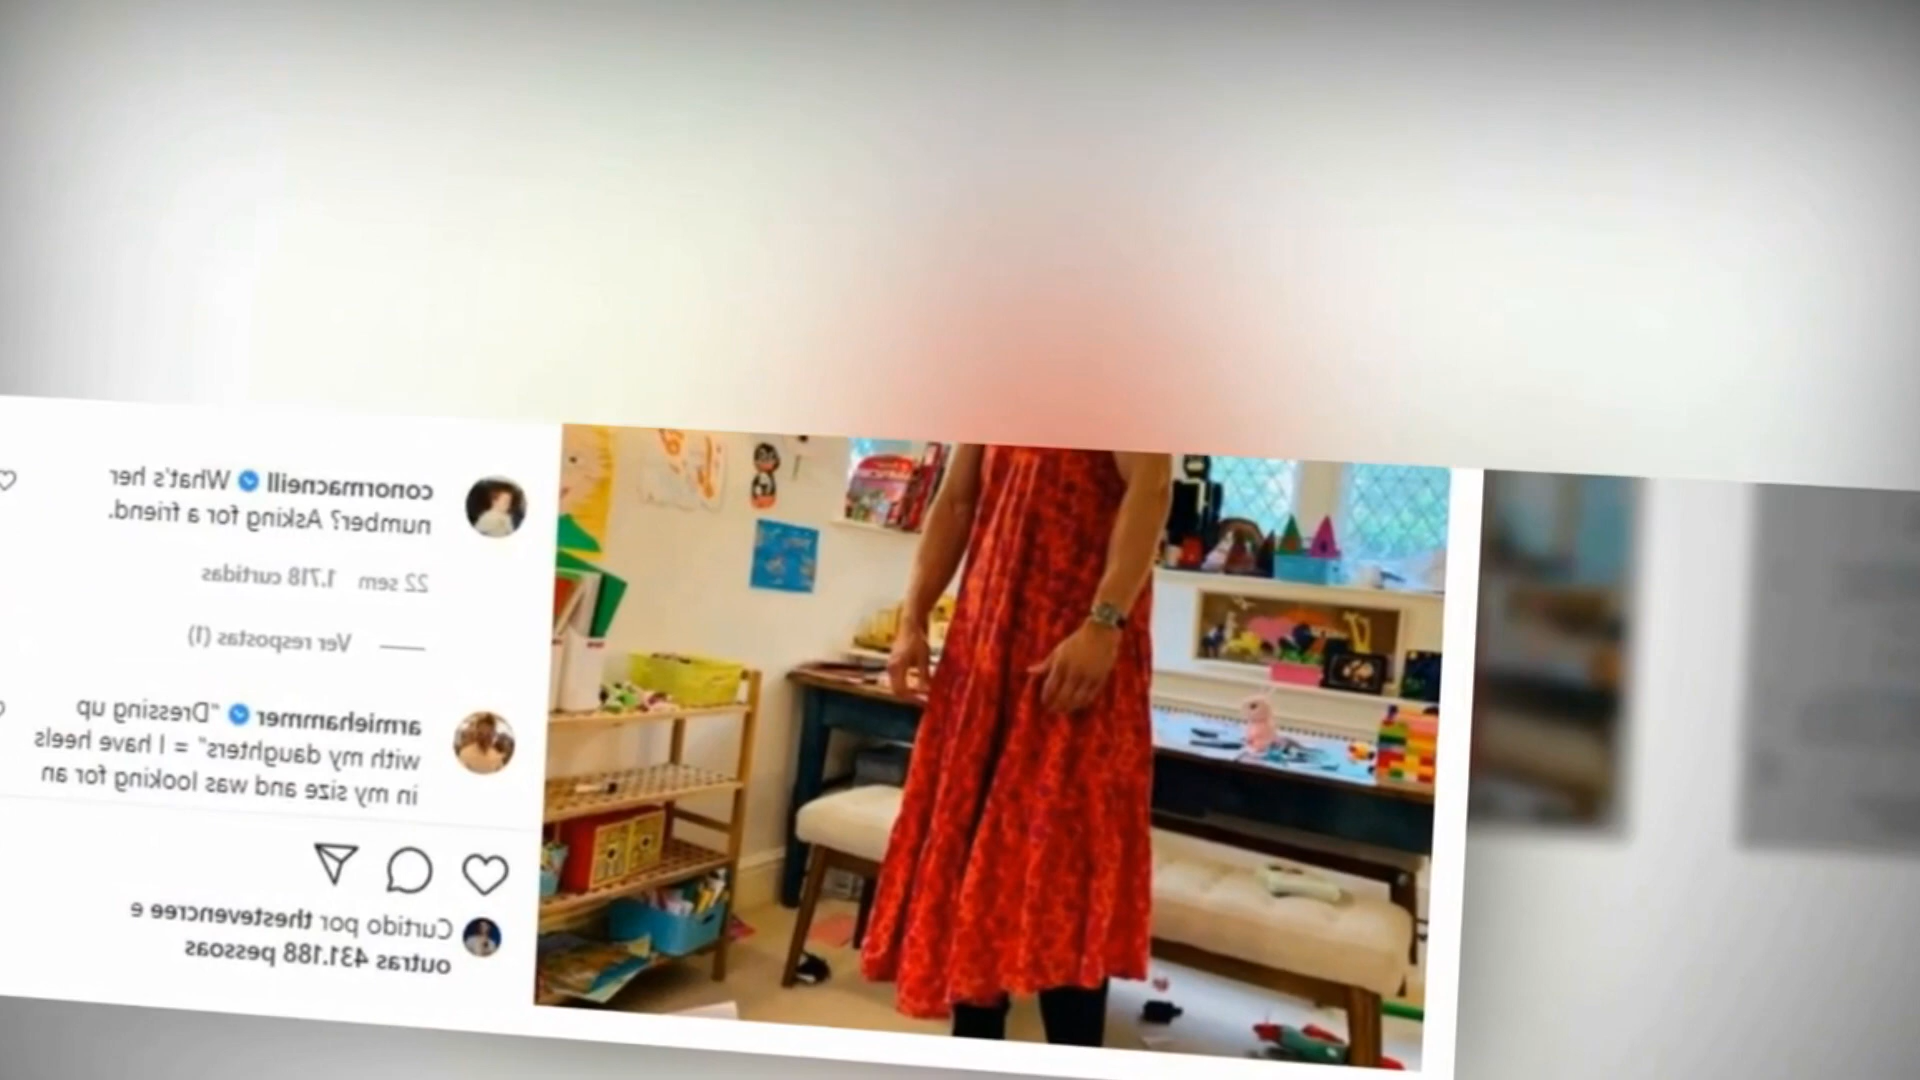 conormacneill What's her
number? Asking for a friend.
22 sem 1.718 curtidas
Ver respostas (1)
armiehammer "Dressing up
with my daughters" = I have heels
in my size and was looking for an
Curtido por thestevencree e
outras 431.188 pessoas